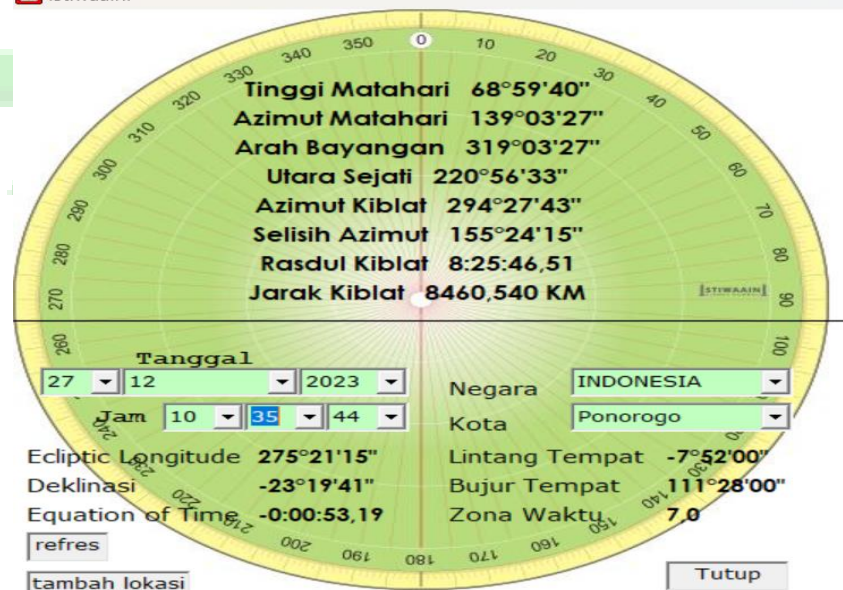 350 0 10
340 20
330 30
Tinggi Matahari 68°59'40"
320 40
Azimut Matahari 139°03'27"
310 50
Arah Bayangan 319°03'27"
300 60
Utara Sejati 220°56'33"
Azimut Kiblat 294°27'43"
290 70
Selisih Azimut 155°24'15"
280 80
Rasdul Kiblat 8:25:46,51
Jarak Kiblat 8460,540 KM
ISTIWAAIN
270 90
260 100
Tanggal
27 12 2023
Negara INDONESIA
Jam 10 35 44
Kota Ponorogo
240
Ecliptic Longitude 275°21'15"
Lintang Tempat -7°52'00"
230 130
Deklinasi -23°19'41"
Bujur Tempat 111°28'00"
220 140
Equation of Time -0:00:53,19
Zona Waktu 7,0
210 150
200 190 180 170 160
refres
tambah lokasi
Tutup